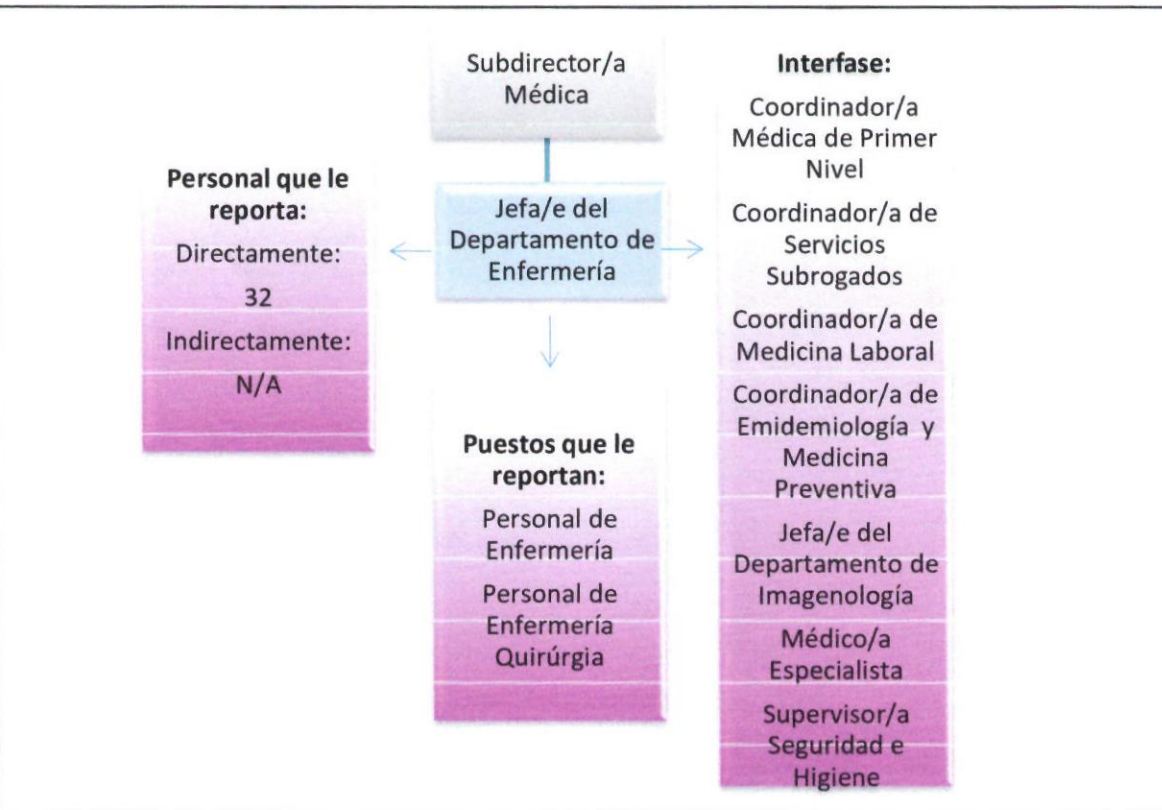 Subdirector/a
Médica
Personal que le
reporta:
Directamente:
32
Indirectamente:
N/A
Jefa/e del
Departamento de
Enfermería
Puestos que le
reportan:
Personal de
Enfermería
Personal de
Enfermería
Quirúrgia
Interfase:
Coordinador/a
Médica de Primer
Nivel
Coordinador/a de
Servicios
Subrogados
Coordinador/a de
Medicina Laboral
Coordinador/a de
Emidemiología y
Medicina
Preventiva
Jefa/e del
Departamento de
Imagenología
Médico/a
Especialista
Supervisor/a
Seguridad e
Higiene